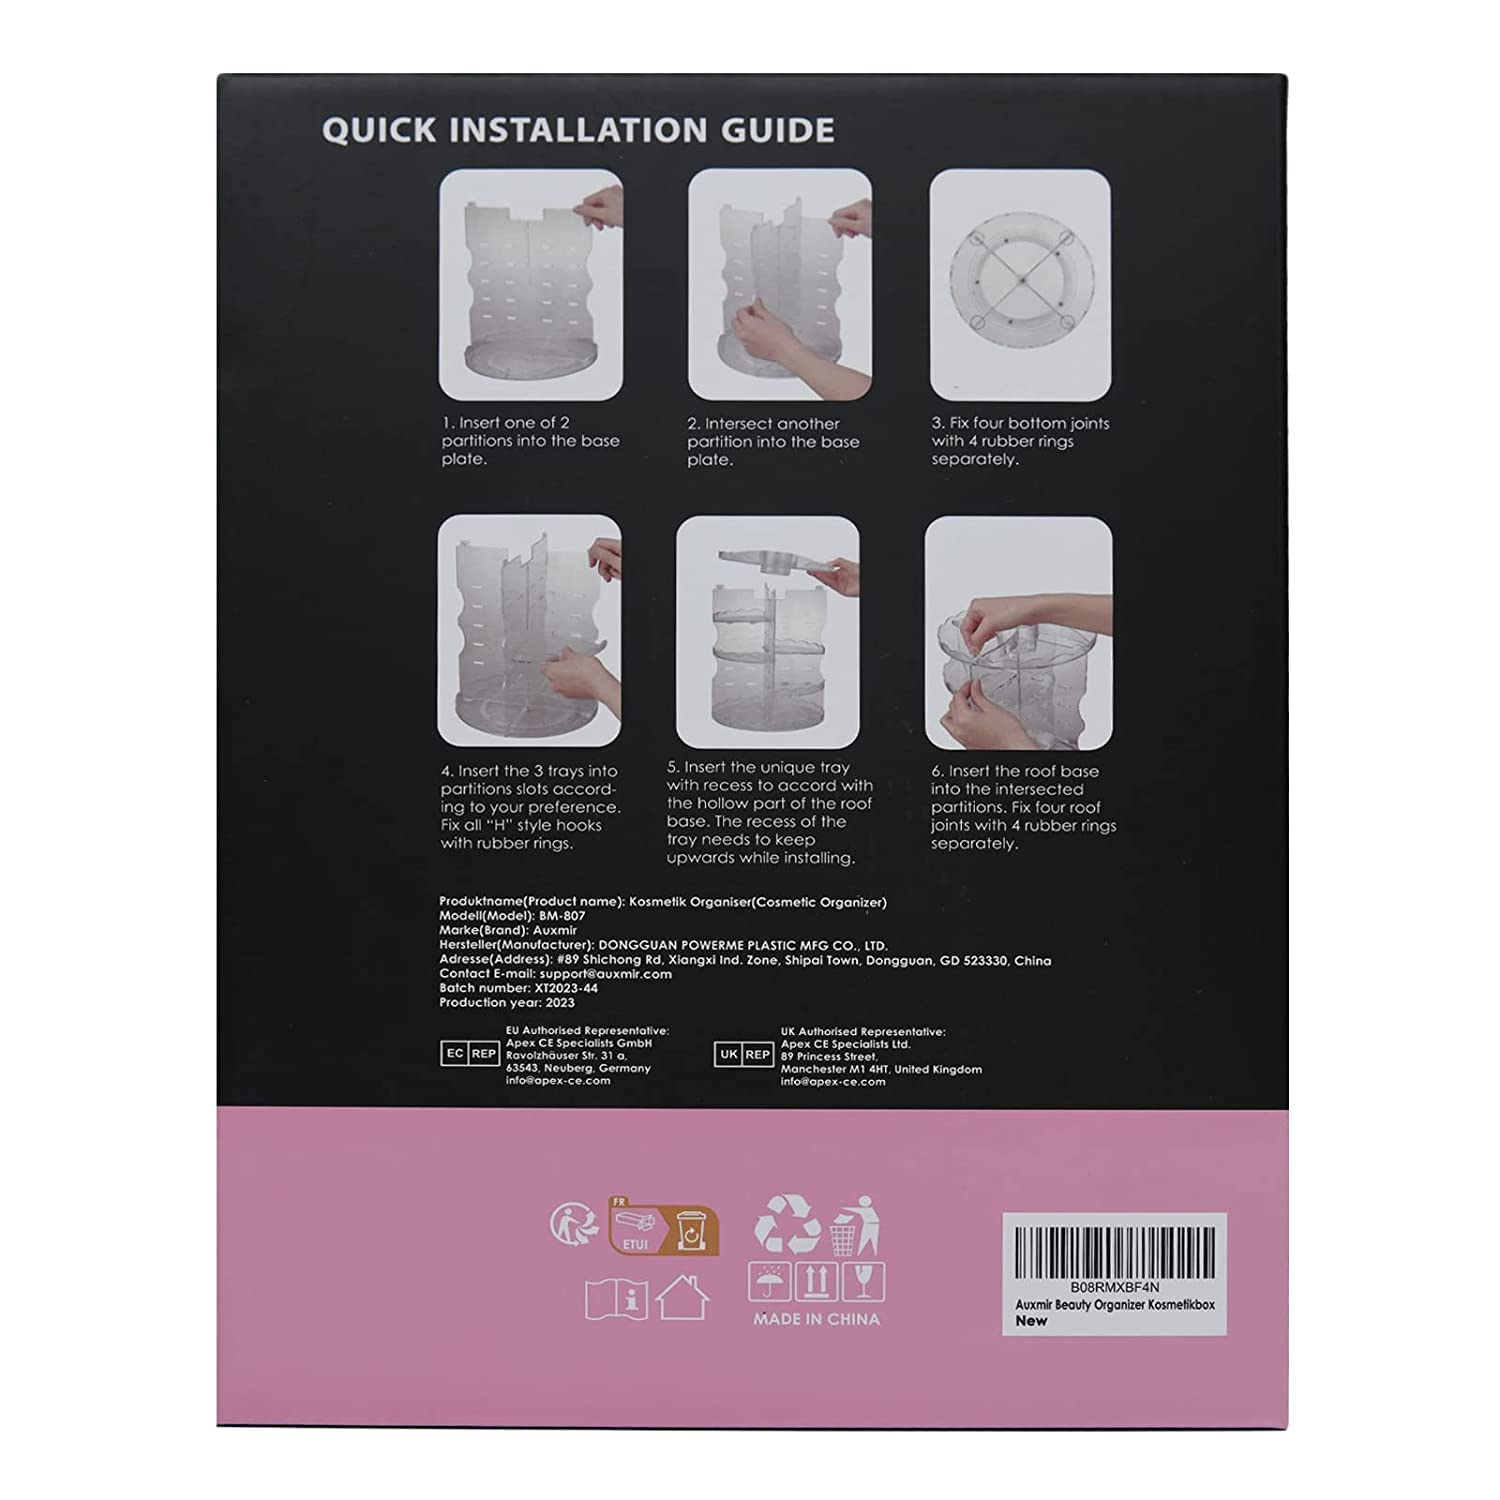 QUICK INSTALLATION GUIDE
1. Insert one of 2
partitions into the base
plate.
2. Intersect another
partition into the base
plate.
3. Fix four bottom joints
with 4 rubber rings
separately.
4. Insert the 3 trays into
partitions slots accord-
ing to your preference.
Fix all "H" style hooks
with rubber rings.
5. Insert the unique tray
with recess to accord with
the hollow part of the roof
base. The recess of the
tray needs to keep
upwards while installing.
6. Insert the roof base
into the intersected
partitions. Fix four roof
joints with 4 rubber rings
separately.
Produktname(Product name): Kosmetik Organiser(Cosmetic Organizer)
Modell(Model): BM-807
Marke(Brand): Auxmir
Hersteller(Manufacturer): DONGGUAN POWERME PLASTIC MFG CO., LTD.
Adresse(Address): #89 Shichong Rd, Xiangxi Ind. Zone, Shipai Town, Dongguan, GD 523330, China
Contact E-mail: support@auxmir.com
Batch number: XT2023-44
Production year: 2023
EC REP
EU Authorised Representative:
Apex CE Specialists GmbH
Ravolzhäuser Str. 31 a,
63543, Neuberg, Germany
info@apex-ce.com
UK REP
UK Authorised Representative:
Apex CE Specialists Ltd.
89 Princess Street,
Manchester M1 4HT, United Kingdom
info@apex-ce.com
FR
ETUI
MADE IN CHINA
B08RMXBF4N
Auxmir Beauty Organizer Kosmetikbox
New